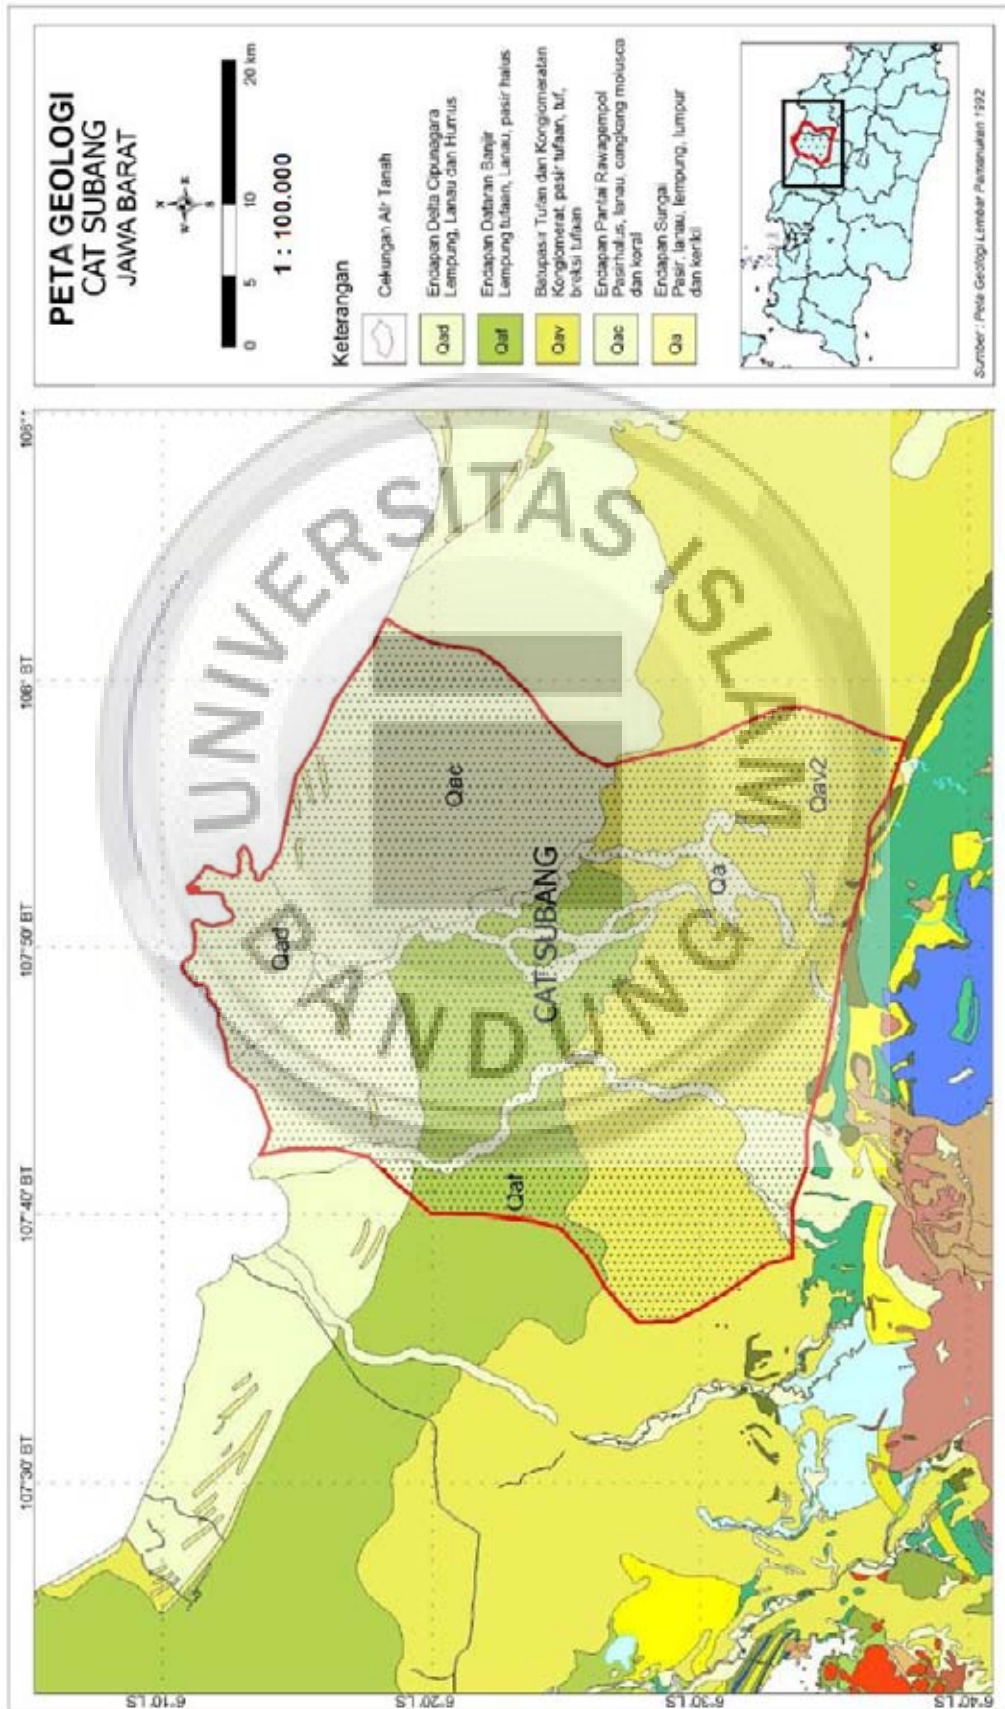 PETA GEOLOGI
CAT SUBANG
JAWA BARAT
0 5 10 20 km
1 : 100.000
Keterangan
Cekungan Air Tanah
Qad
Endapan Delta Cipunagara
Lempung, Lanau dan Humus
Qaf
Endapan Dataran Banjir
Lempung tufaan, Lanau, pasir halus
Qav
Batupasir Tufan dan Konglomeratan
Konglomerat, pasir tufaan, tuf,
breksi tufaan
Qac
Endapan Pantai Rawagempol
Pasirhalus, lanau, cangkang molusca
dan koral
Qa
Endapan Sungai
Pasir, lanau, lempung, lumpur
dan kerikil
Sumber : Peta Geologi Lembar Pamanukan 1992
107°30' BT
107°40' BT
107°50' BT
108° BT
6°10' LS
6°20' LS
6°30' LS
6°40' LS
Qad
Qac
Qaf
CAT SUBANG
Qa
Qav2
UNIVERSITAS ISLAM
BANDUNG